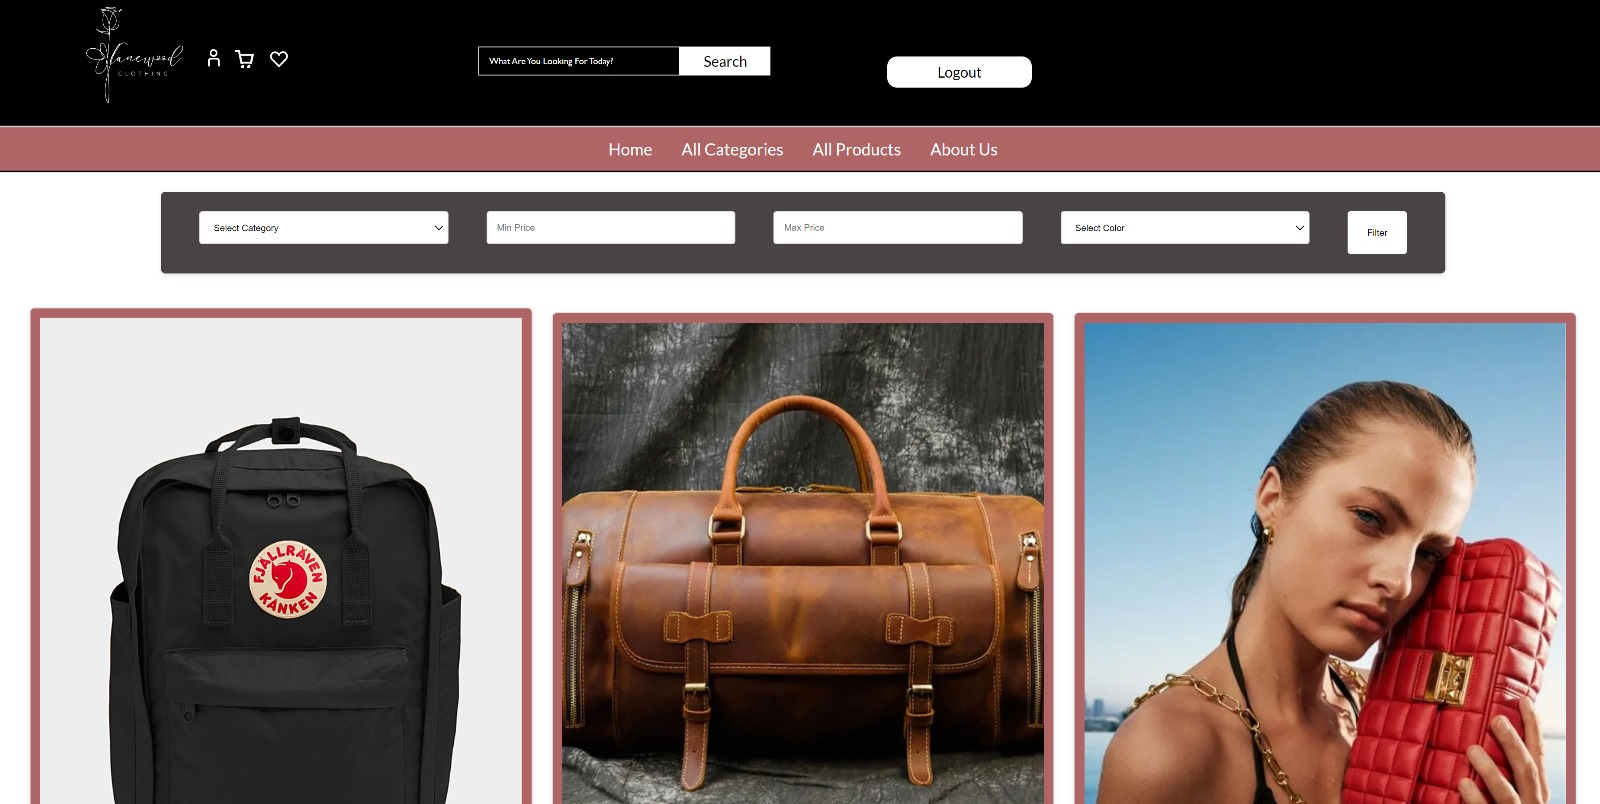 Lanewood
CLOTHING
What Are You Looking For Today?
Search
Logout
Home
All Categories
All Products
About Us
Select Category
Min Price
Max Price
Select Color
Filter
FJÄLLRÄVEN
KÅNKEN